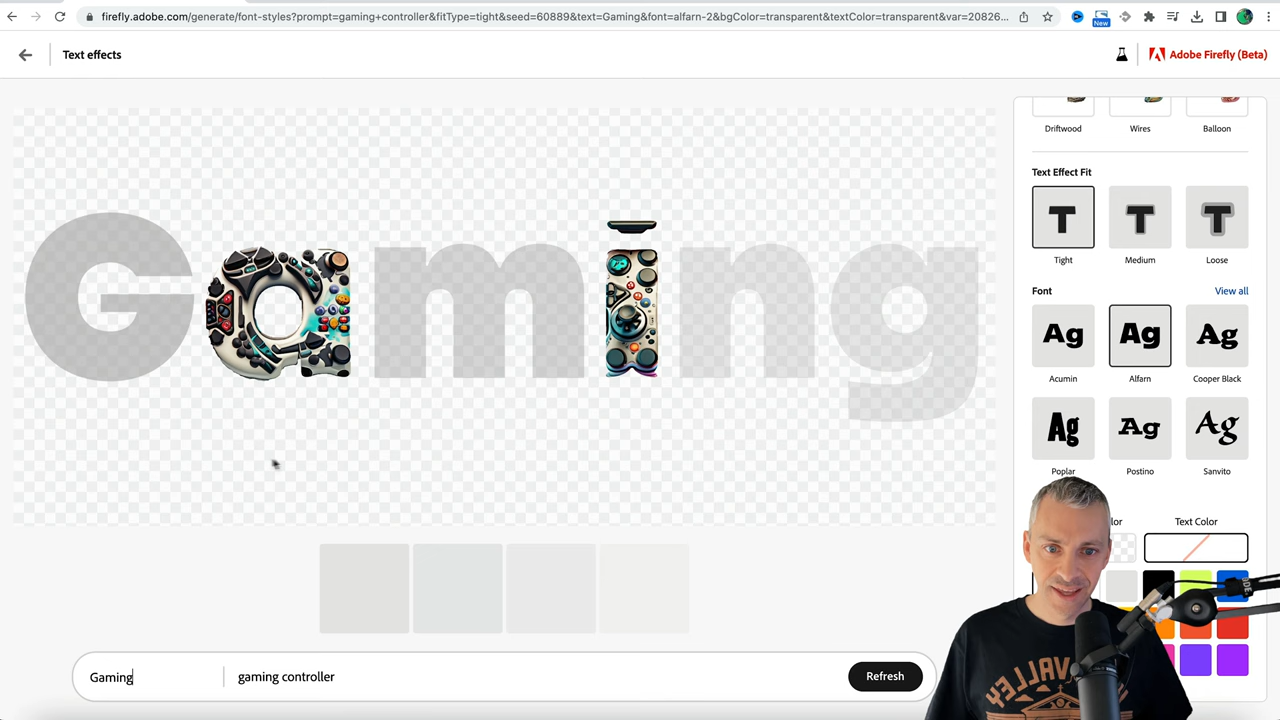 firefly.adobe.com/generate/font-styles?prompt=gaming+controller&fitType=tight&seed=60889&text=Gaming&font=alfarn-2&bgColor=transparent&textColor=transparent&var=20826...
New
Text effects
Adobe Firefly (Beta)
Driftwood Wires Balloon
Text Effect Fit
T T T
Tight Medium Loose
Font View all
Ag Ag Ag
Acumin Alfarn Cooper Black
Ag Ag Ag
Poplar Postino Sanvito
Text Color
Gaming
Gaming gaming controller Refresh
VALLEY